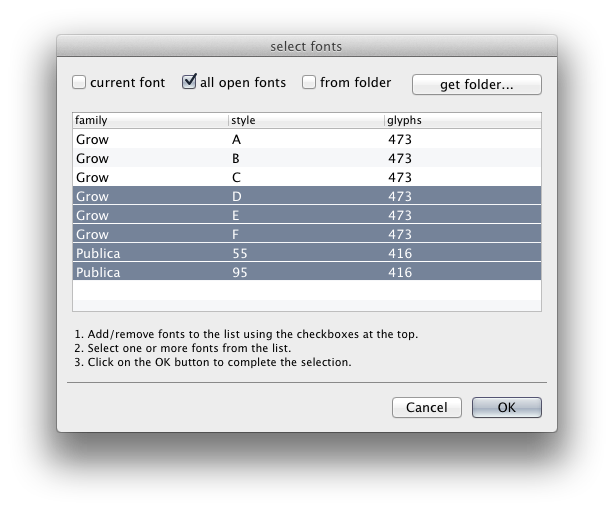 select fonts
current font all open fonts from folder get folder...
family style glyphs
Grow A 473
Grow B 473
Grow C 473
Grow D 473
Grow E 473
Grow F 473
Publica 55 416
Publica 95 416
1. Add/remove fonts to the list using the checkboxes at the top.
2. Select one or more fonts from the list.
3. Click on the OK button to complete the selection.
Cancel OK